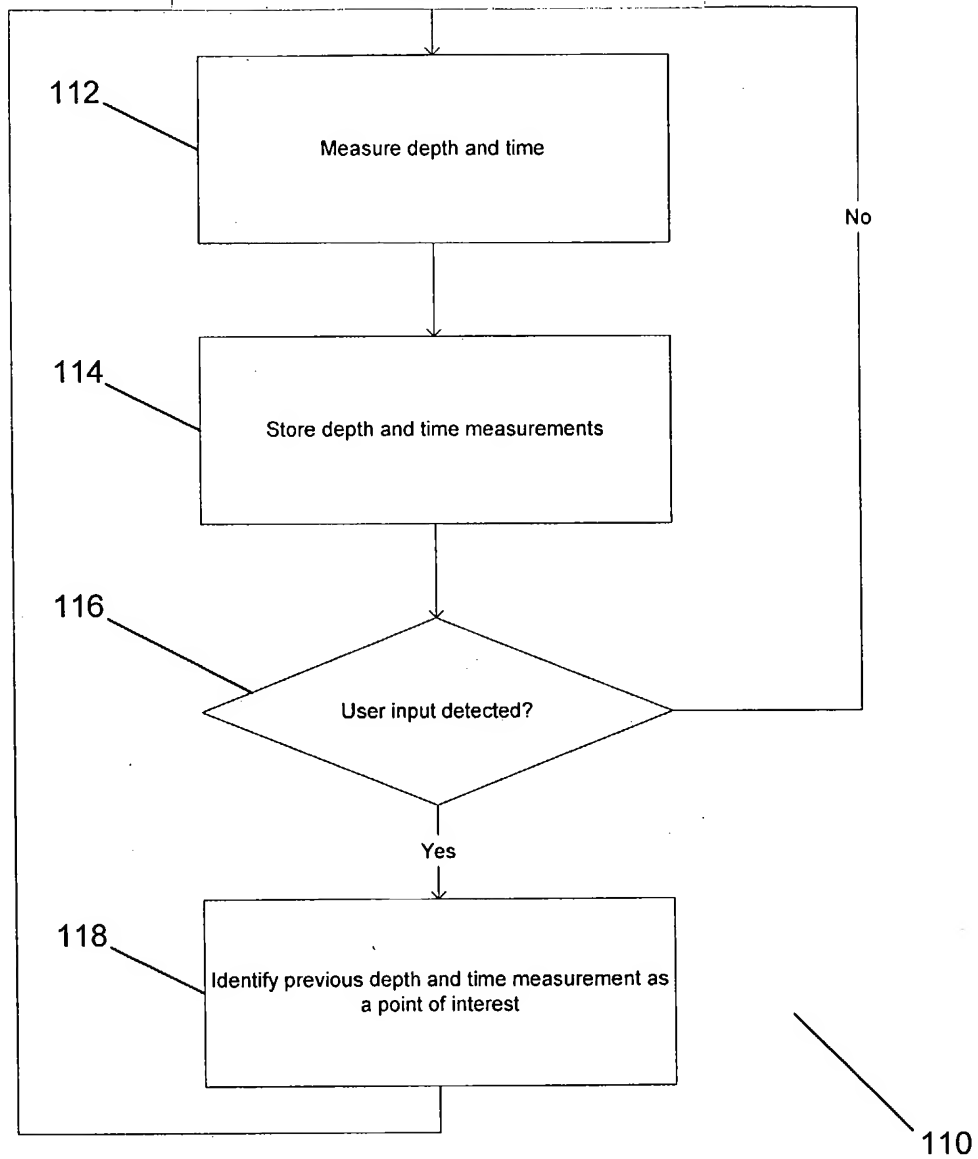 112
Measure depth and time
No
114
Store depth and time measurements
116
User input detected?
Yes
118
Identify previous depth and time measurement as
a point of interest
110